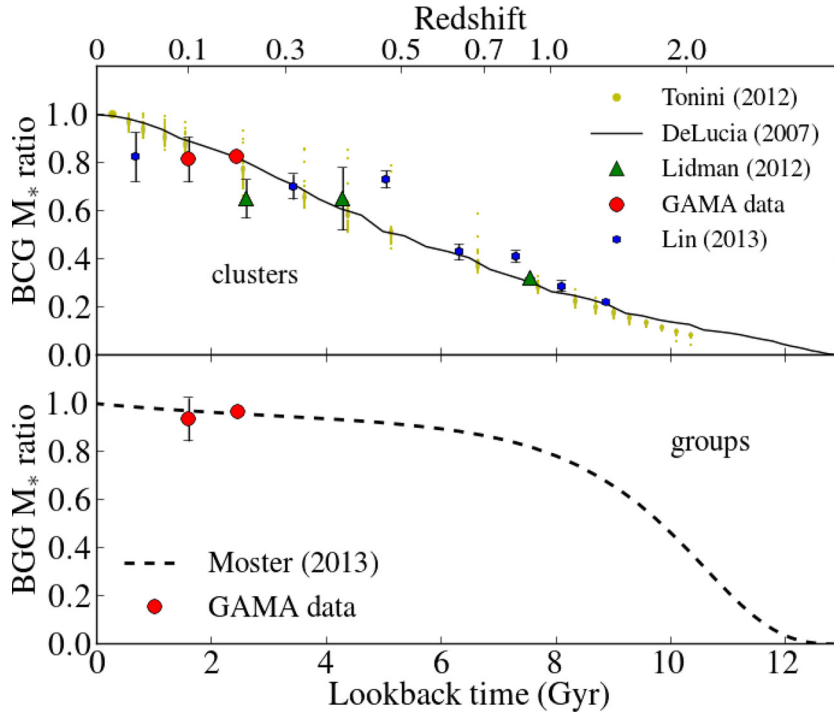 Redshift
0 0.1 0.3 0.5 0.7 1.0 2.0
BCG M* ratio
1.0
0.8
0.6
0.4
0.2
0.0
Tonini (2012)
DeLucia (2007)
Lidman (2012)
GAMA data
Lin (2013)
clusters
BGG M* ratio
1.0
0.8
0.6
0.4
0.2
0.0
groups
Moster (2013)
GAMA data
0 2 4 6 8 10 12
Lookback time (Gyr)